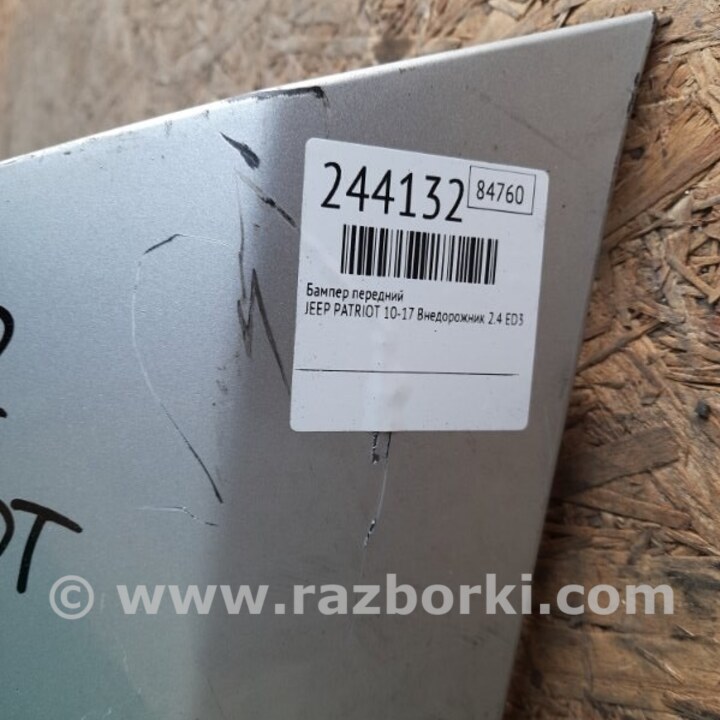 244132 84760
Бампер передний
JEEP PATRIOT 10-17 Внедорожник 2.4 ED3
© www.razborki.com